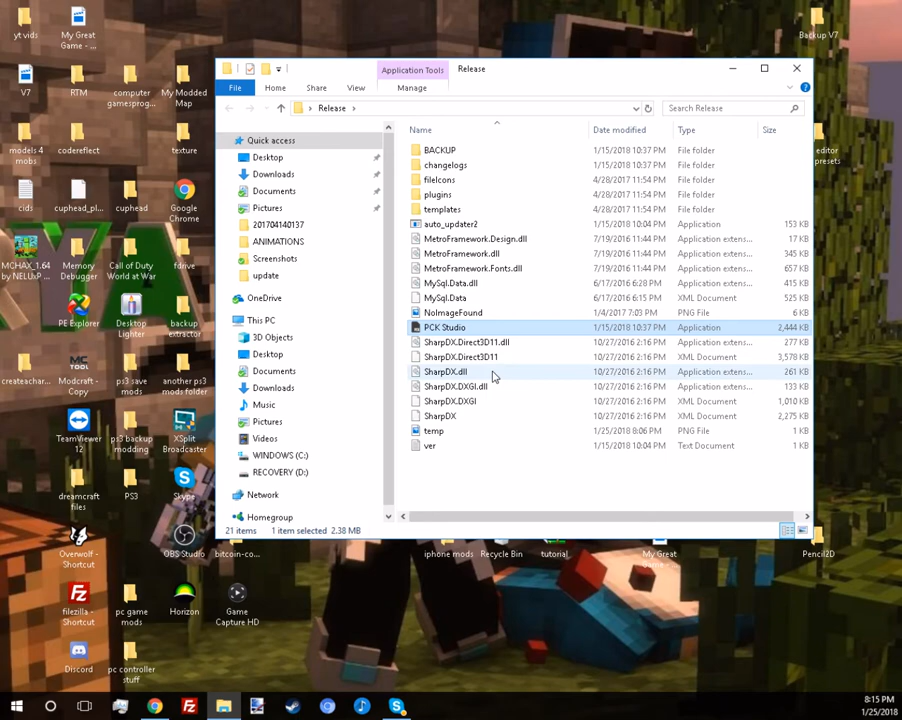 yt vids
My Great
Game - ...
Backup V7
V7
RTM
computer
gamesprog...
My Modded
Map
models 4
mobs
codereflect
texture
editor
presets
cids
cuphead_pl...
cuphead
Google
Chrome
MCHAX_1.64
by NELUxP ...
Memory
Debugger
Call of Duty
World at War
fdrive
PE Explorer
Desktop
Lighter
backup
extractor
createachar...
Modcraft -
Copy
ps3 save
mods
another ps3
modding
TeamViewer
12
ps3 backup
modding
XSplit
Broadcaster
dreamcraft
files
PS3
Skype
Overwolf -
Shortcut
OBS Studio
bitcoin-co...
iphone mods
Recycle Bin
tutorial
My Great
Game - ...
Pencil2D
filezilla -
Shortcut
pc game
mods
Horizon
Game
Capture HD
Discord
pc controller
stuff
Application Tools
Release
File
Home
Share
View
Manage
Release
Search Release
Quick access
Desktop
Downloads
Documents
Pictures
201704140137
ANIMATIONS
Screenshots
update
OneDrive
This PC
3D Objects
Desktop
Documents
Downloads
Music
Pictures
Videos
WINDOWS (C:)
RECOVERY (D:)
Network
Homegroup
Name Date modified Type Size
BACKUP 1/15/2018 10:37 PM File folder
changelogs 1/15/2018 10:37 PM File folder
fileIcons 4/28/2017 11:54 PM File folder
plugins 4/28/2017 11:54 PM File folder
templates 4/28/2017 11:54 PM File folder
auto_updater2 1/15/2018 10:04 PM Application 153 KB
MetroFramework.Design.dll 7/19/2016 11:44 PM Application extens... 17 KB
MetroFramework.dll 7/19/2016 11:44 PM Application extens... 345 KB
MetroFramework.Fonts.dll 7/19/2016 11:44 PM Application extens... 657 KB
MySql.Data.dll 6/17/2016 6:28 PM Application extens... 415 KB
MySql.Data 6/17/2016 6:15 PM XML Document 525 KB
NoImageFound 1/4/2017 7:03 PM PNG File 6 KB
PCK Studio 1/15/2018 10:37 PM Application 2,444 KB
SharpDX.Direct3D11.dll 10/27/2016 2:16 PM Application extens... 277 KB
SharpDX.Direct3D11 10/27/2016 2:16 PM XML Document 3,578 KB
SharpDX.dll 10/27/2016 2:16 PM Application extens... 261 KB
SharpDX.DXGI.dll 10/27/2016 2:16 PM Application extens... 133 KB
SharpDX.DXGI 10/27/2016 2:16 PM XML Document 1,010 KB
SharpDX 10/27/2016 2:16 PM XML Document 2,275 KB
temp 1/25/2018 8:06 PM PNG File 1 KB
ver 1/15/2018 10:04 PM Text Document 1 KB
21 items 1 item selected 2.38 MB
8:15 PM
1/25/2018